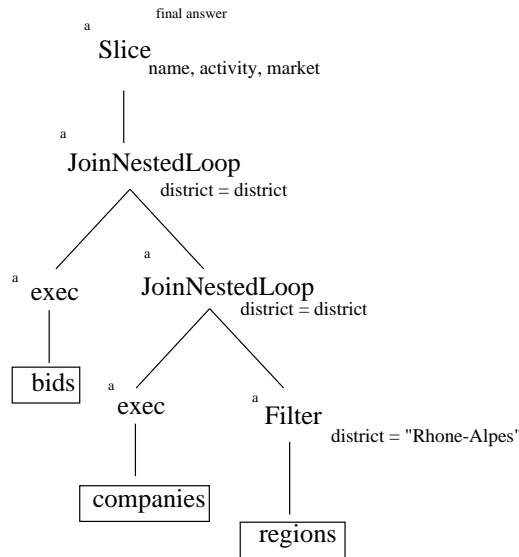 final answer
a
Slice
name, activity, market
a
JoinNestedLoop
district = district
a
exec
a
JoinNestedLoop
district = district
bids
a
exec
a
Filter
district = "Rhone-Alpes"
companies
regions